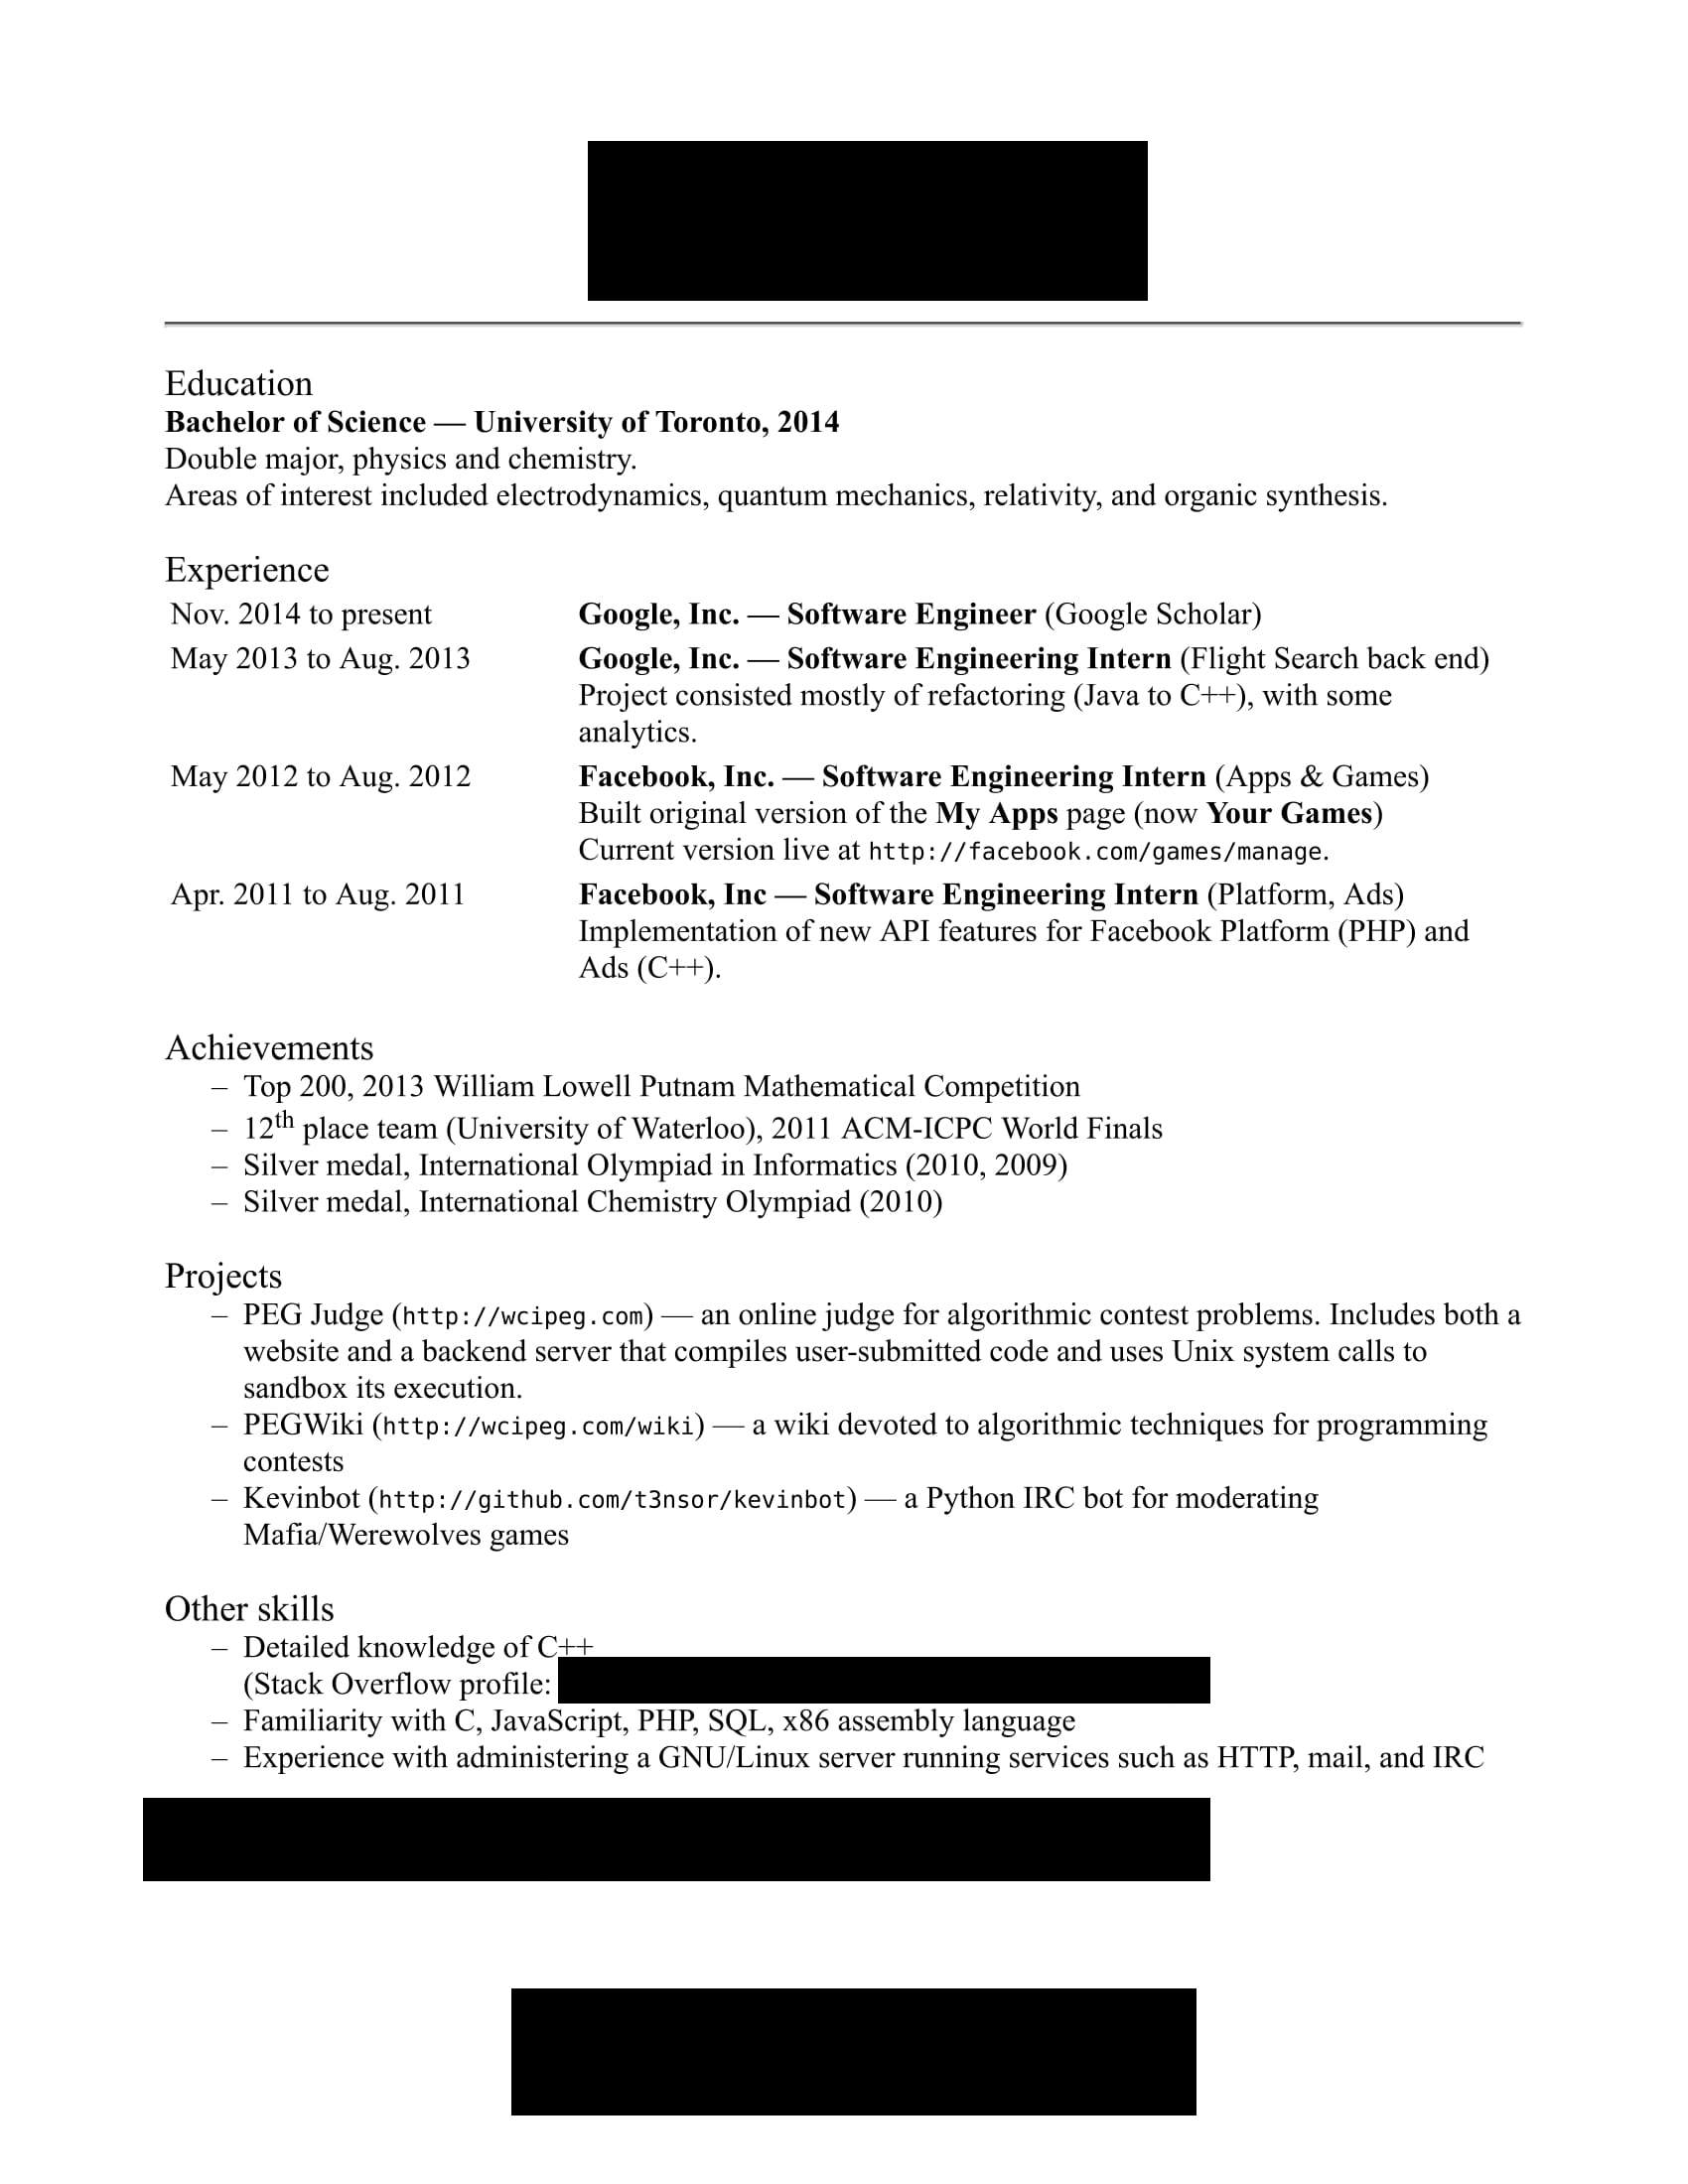 Education
Bachelor of Science — University of Toronto, 2014
Double major, physics and chemistry.
Areas of interest included electrodynamics, quantum mechanics, relativity, and organic synthesis.
Experience
Nov. 2014 to present Google, Inc. — Software Engineer (Google Scholar)
May 2013 to Aug. 2013 Google, Inc. — Software Engineering Intern (Flight Search back end)
Project consisted mostly of refactoring (Java to C++), with some
analytics.
May 2012 to Aug. 2012 Facebook, Inc. — Software Engineering Intern (Apps & Games)
Built original version of the My Apps page (now Your Games)
Current version live at http://facebook.com/games/manage.
Apr. 2011 to Aug. 2011 Facebook, Inc — Software Engineering Intern (Platform, Ads)
Implementation of new API features for Facebook Platform (PHP) and
Ads (C++).
Achievements
– Top 200, 2013 William Lowell Putnam Mathematical Competition
– 12th place team (University of Waterloo), 2011 ACM-ICPC World Finals
– Silver medal, International Olympiad in Informatics (2010, 2009)
– Silver medal, International Chemistry Olympiad (2010)
Projects
– PEG Judge (http://wcipeg.com) — an online judge for algorithmic contest problems. Includes both a
website and a backend server that compiles user-submitted code and uses Unix system calls to
sandbox its execution.
– PEGWiki (http://wcipeg.com/wiki) — a wiki devoted to algorithmic techniques for programming
contests
– Kevinbot (http://github.com/t3nsor/kevinbot) — a Python IRC bot for moderating
Mafia/Werewolves games
Other skills
– Detailed knowledge of C++
(Stack Overflow profile:
– Familiarity with C, JavaScript, PHP, SQL, x86 assembly language
– Experience with administering a GNU/Linux server running services such as HTTP, mail, and IRC